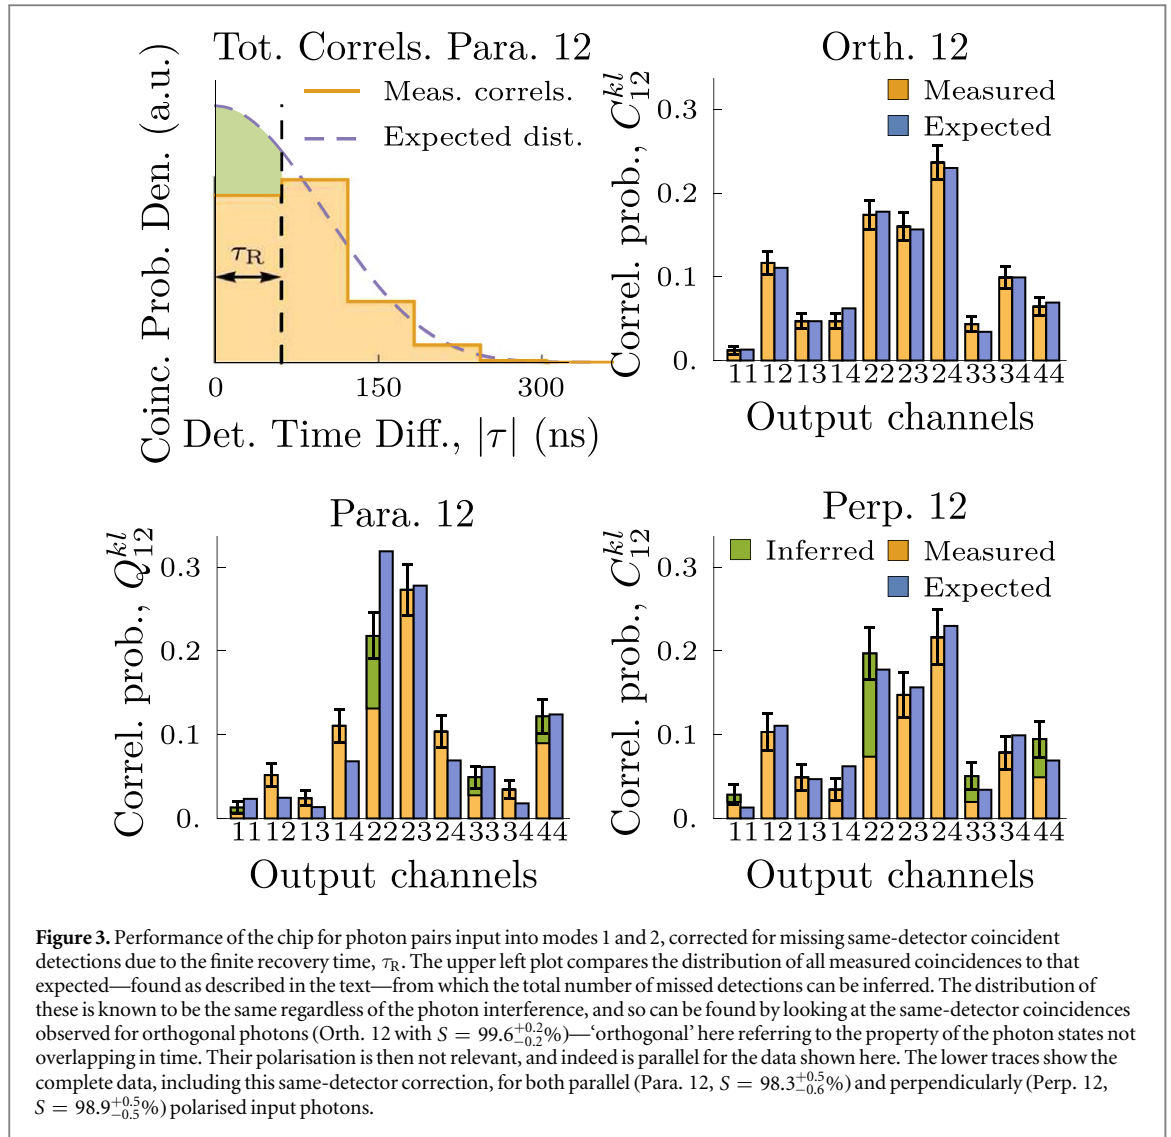 Tot. Correls. Para. 12
Coinc. Prob. Den. (a.u.)
Meas. correls.
Expected dist.
τR
0 150 300
Det. Time Diff., |τ| (ns)
Orth. 12
Correl. prob., C₁₂ᵏˡ
Measured
Expected
0.3
0.2
0.1
0.
11 12 13 14 22 23 24 33 34 44
Output channels
Para. 12
Correl. prob., Q₁₂ᵏˡ
0.3
0.2
0.1
0.
11 12 13 14 22 23 24 33 34 44
Output channels
Perp. 12
Correl. prob., C₁₂ᵏˡ
Inferred
Measured
Expected
0.3
0.2
0.1
0.
11 12 13 14 22 23 24 33 34 44
Output channels
Figure 3. Performance of the chip for photon pairs input into modes 1 and 2, corrected for missing same-detector coincident
detections due to the finite recovery time, τR. The upper left plot compares the distribution of all measured coincidences to that
expected—found as described in the text—from which the total number of missed detections can be inferred. The distribution of
these is known to be the same regardless of the photon interference, and so can be found by looking at the same-detector coincidences
observed for orthogonal photons (Orth. 12 with S = 99.6+0.2−0.2%)—‘orthogonal’ here referring to the property of the photon states not
overlapping in time. Their polarisation is then not relevant, and indeed is parallel for the data shown here. The lower traces show the
complete data, including this same-detector correction, for both parallel (Para. 12, S = 98.3+0.5−0.6%) and perpendicularly (Perp. 12,
S = 98.9+0.5−0.5%) polarised input photons.